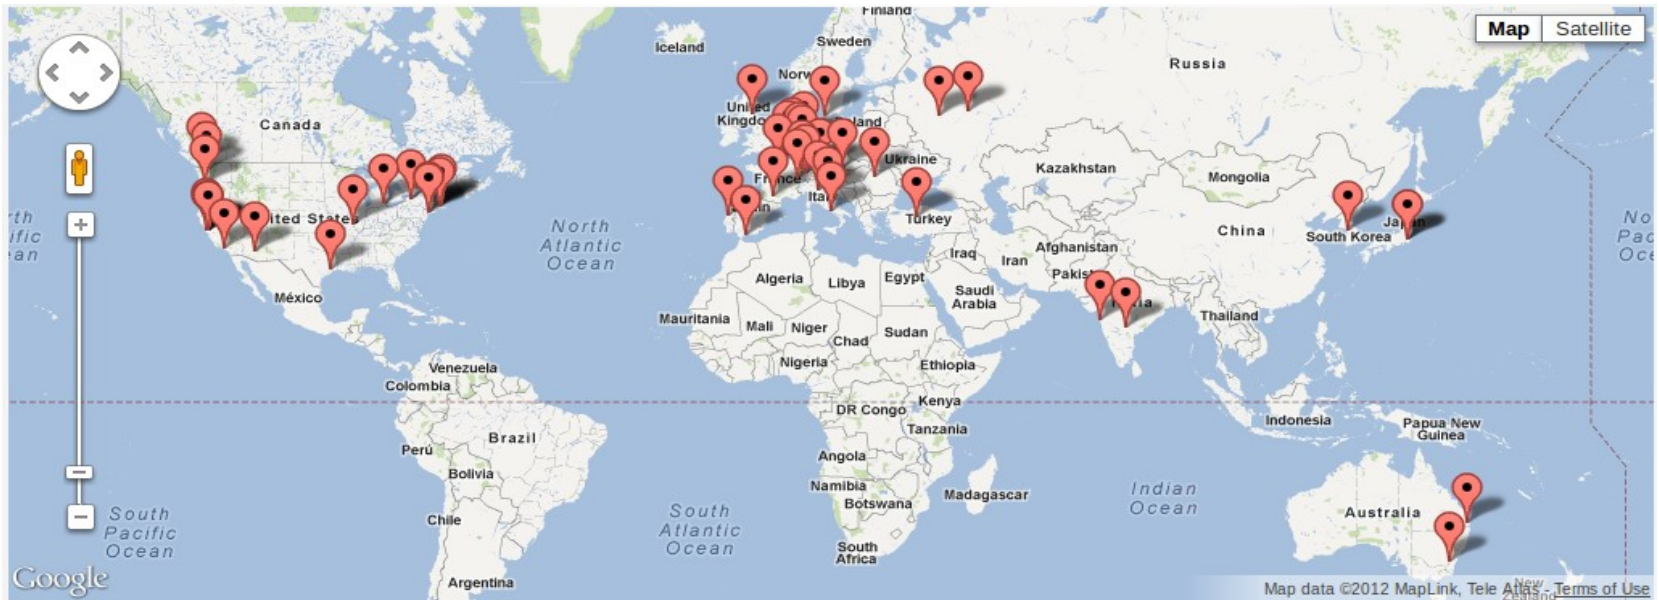 Finland
Map Satellite
Iceland
Sweden
Russia
Canada
Ukraine
Kazakhstan
Mongolia
France
North
Atlantic
Ocean
Turkey
South Korea
China
Afghanistan
Iraq
Iran
Algeria
Libya
Egypt
Saudi
Arabia
México
Mauritania
Mali
Niger
Chad
Sudan
Thailand
Nigeria
Ethiopia
Venezuela
Colombia
DR Congo
Kenya
Tanzania
Indonesia
Papua New
Guinea
Brazil
Perú
Bolivia
Angola
Namibia
Botswana
Madagascar
Indian
Ocean
Australia
South
Pacific
Ocean
Chile
South
Atlantic
Ocean
South
Africa
Argentina
Google
Map data ©2012 MapLink, Tele Atlas - Terms of Use